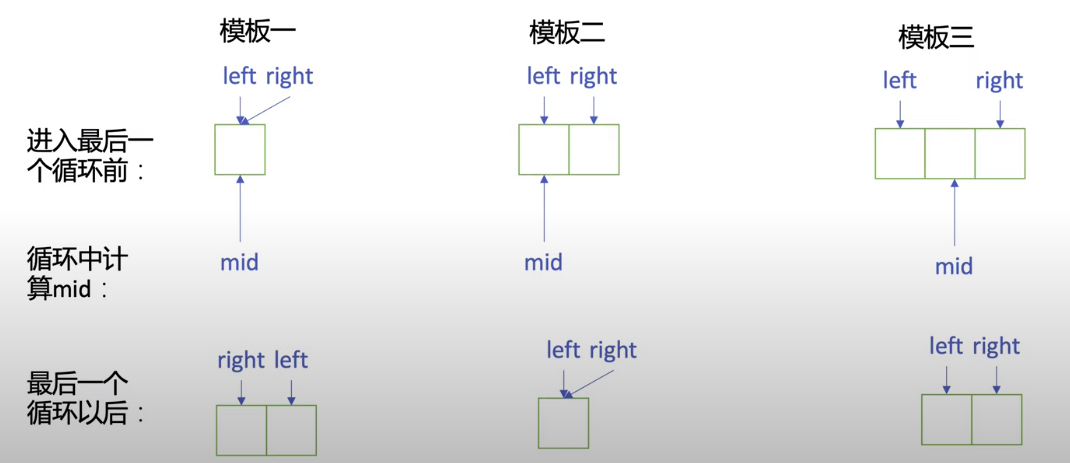 模板一
模板二
模板三
left right
left right
left
right
进入最后一
个循环前：
循环中计
算mid：
mid
mid
mid
最后一个
循环以后：
right left
left right
left right